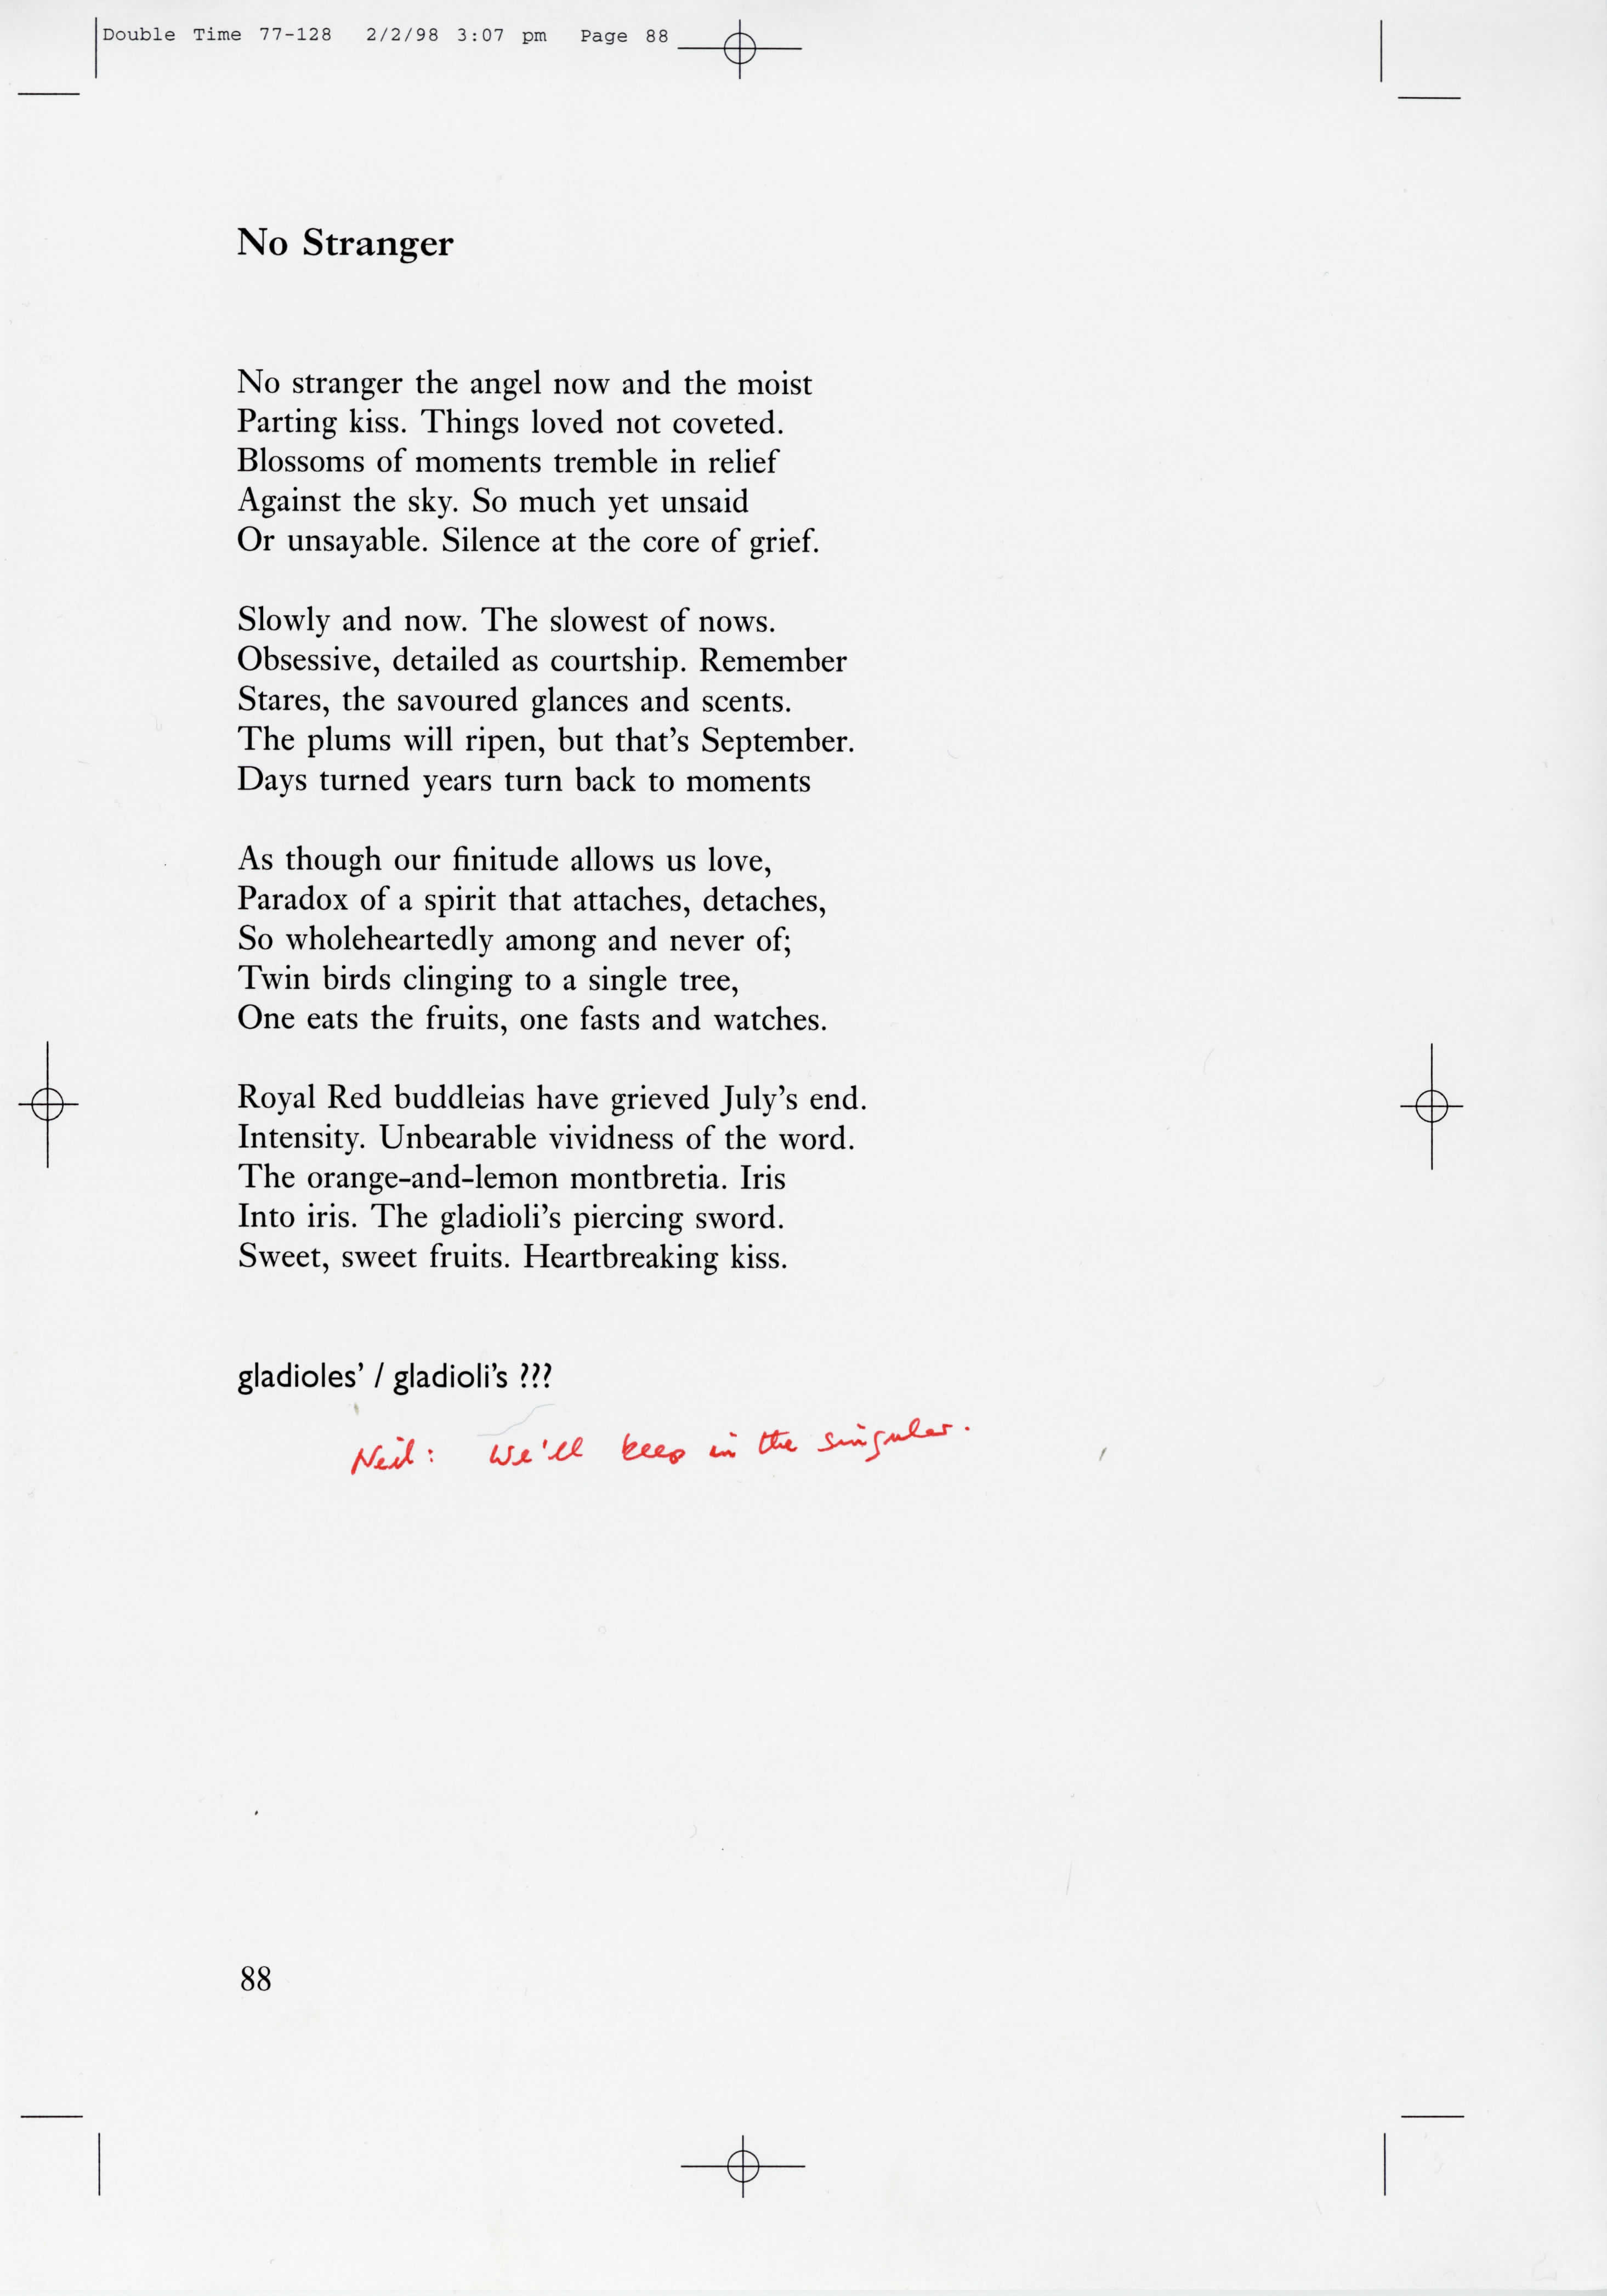 Double Time 77-128 2/2/98 3:07 pm Page 88
No Stranger
No stranger the angel now and the moist
Parting kiss. Things loved not coveted.
Blossoms of moments tremble in relief
Against the sky. So much yet unsaid
Or unsayable. Silence at the core of grief.
Slowly and now. The slowest of nows.
Obsessive, detailed as courtship. Remember
Stares, the savoured glances and scents.
The plums will ripen, but that’s September.
Days turned years turn back to moments
As though our finitude allows us love,
Paradox of a spirit that attaches, detaches,
So wholeheartedly among and never of;
Twin birds clinging to a single tree,
One eats the fruits, one fasts and watches.
Royal Red buddleias have grieved July’s end.
Intensity. Unbearable vividness of the word.
The orange-and-lemon montbretia. Iris
Into iris. The gladioli’s piercing sword.
Sweet, sweet fruits. Heartbreaking kiss.
gladioles’ / gladioli’s ???
Neil: We'll keep in the singular.
88